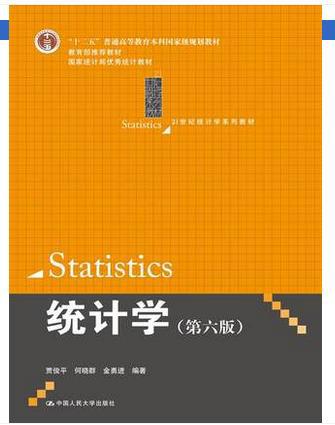 “十二五”普通高等教育本科国家级规划教材
教育部推荐教材
国家统计局优秀统计教材
Statistics 21世纪统计学系列教材
Statistics
统计学(第六版)
贾俊平 何晓群 金勇进 编著
中国人民大学出版社